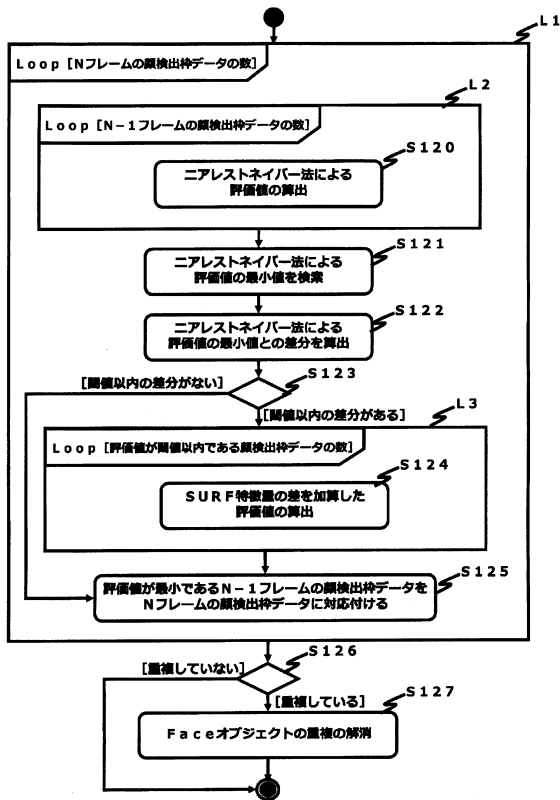 L1
Loop［Nフレームの顔検出枠データの数］
L2
Loop［N－1フレームの顔検出枠データの数］
S120
ニアレストネイバー法による
評価値の算出
S121
ニアレストネイバー法による
評価値の最小値を検索
S122
ニアレストネイバー法による
評価値の最小値との差分を算出
S123
［閾値以内の差分がない］
［閾値以内の差分がある］
L3
Loop［評価値が閾値以内である顔検出枠データの数］
S124
SURF特徴量の差を加算した
評価値の算出
S125
評価値が最小であるN－1フレームの顔検出枠データを
Nフレームの顔検出枠データに対応付ける
S126
［重複していない］
［重複している］
S127
Faceオブジェクトの重複の解消